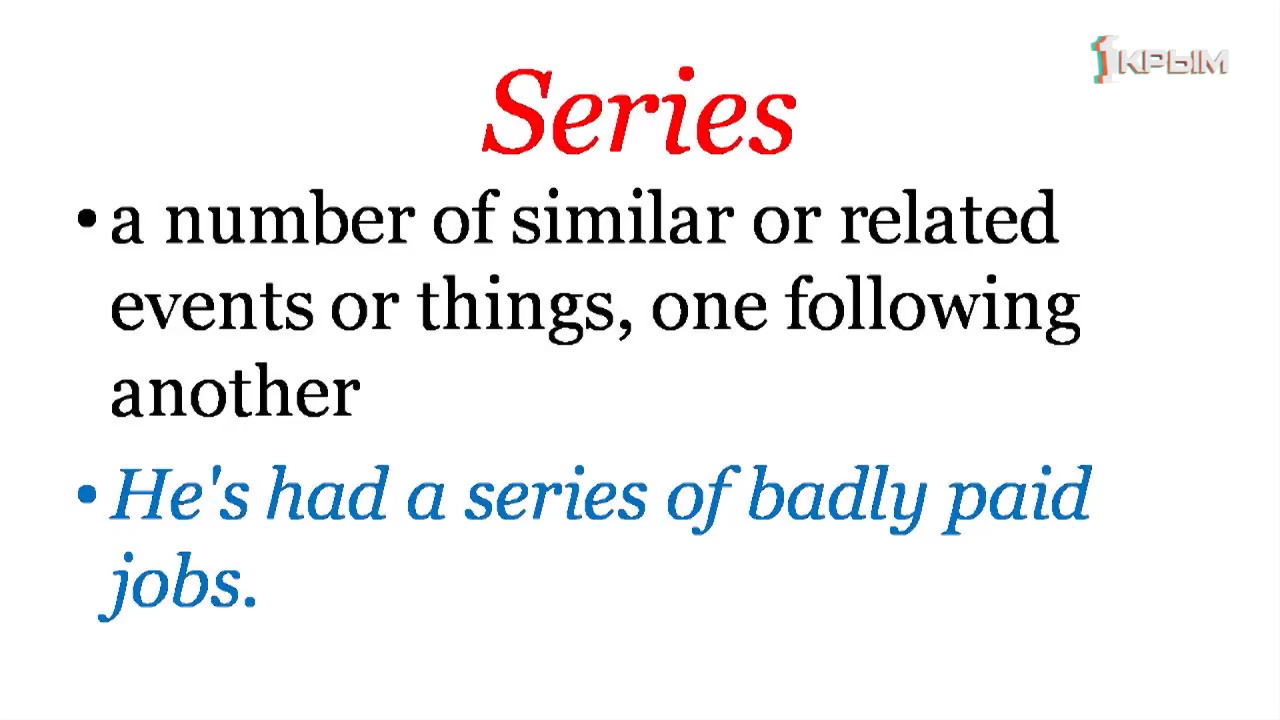 1 КРЫМ
Series
• a number of similar or related
events or things, one following
another
• He's had a series of badly paid
jobs.